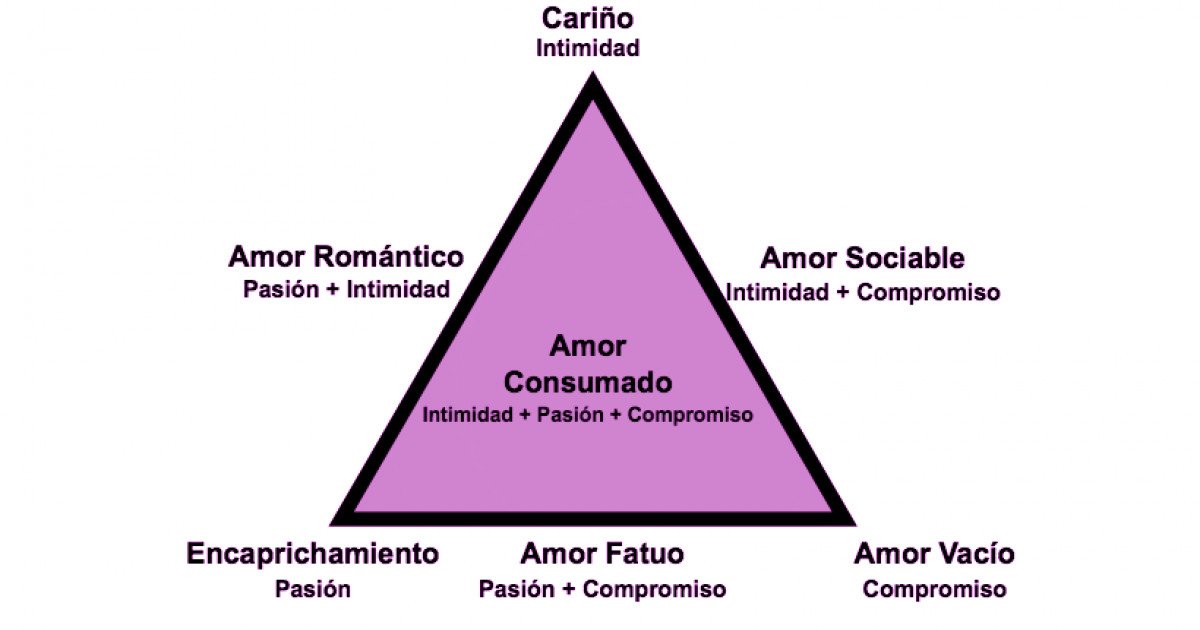 Cariño
Intimidad
Amor Romántico
Pasión + Intimidad
Amor Sociable
Intimidad + Compromiso
Amor
Consumado
Intimidad + Pasión + Compromiso
Encaprichamiento
Pasión
Amor Fatuo
Pasión + Compromiso
Amor Vacío
Compromiso